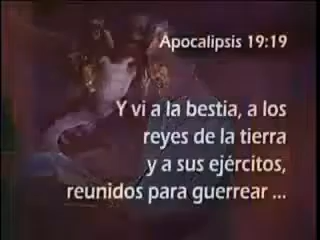 Apocalipsis 19:19
Y vi a la bestia, a los
reyes de la tierra
y a sus ejércitos,
reunidos para guerrear ...